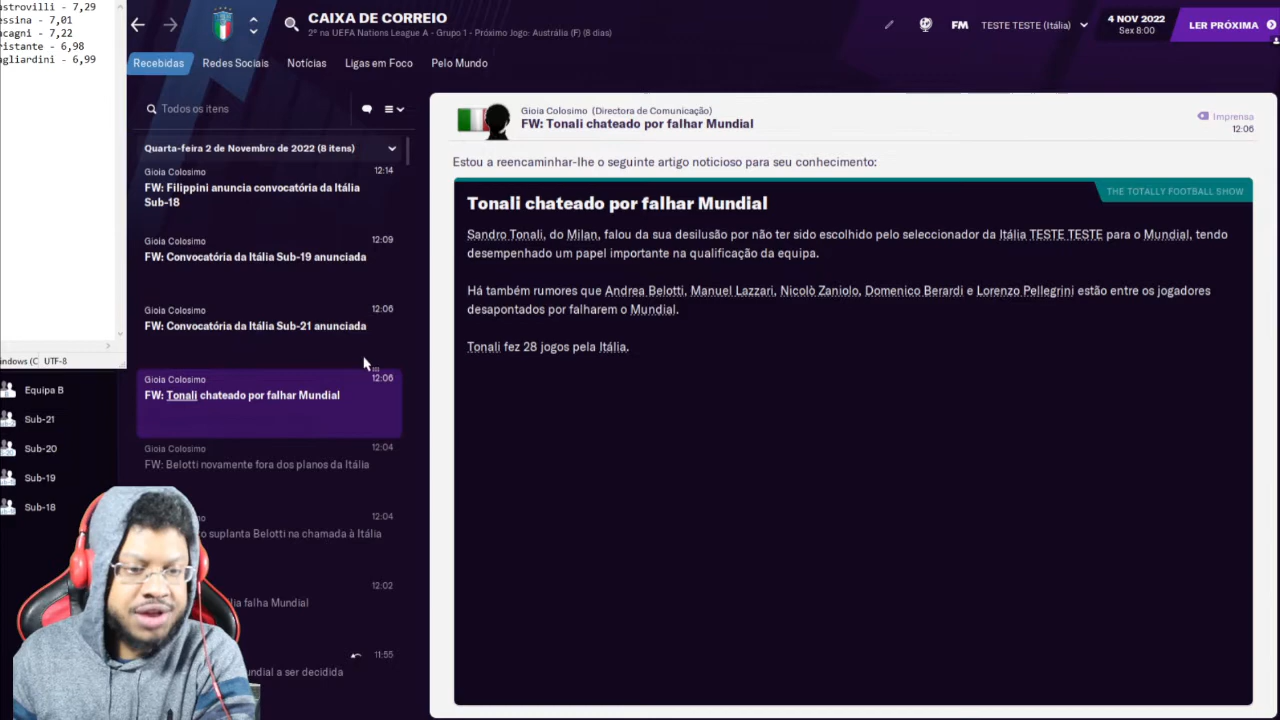 astrovilli - 7,29
essina - 7,01
acagni - 7,22
ristante - 6,98
agliardini - 6,99
indows (C
UTF-8
Equipa B
Sub-21
Sub-20
Sub-19
Sub-18
CAIXA DE CORREIO
2º na UEFA Nations League A - Grupo 1 - Próximo Jogo: Austrália (F) (8 dias)
FM
TESTE TESTE (Itália)
4 NOV 2022
Sex 8:00
LER PRÓXIMA
Recebidas
Redes Sociais
Notícias
Ligas em Foco
Pelo Mundo
Todos os itens
Quarta-feira 2 de Novembro de 2022 (8 itens)
Gioia Colosimo
12:14
FW: Filippini anuncia convocatória da Itália
Sub-18
Gioia Colosimo
12:09
FW: Convocatória da Itália Sub-19 anunciada
Gioia Colosimo
12:06
FW: Convocatória da Itália Sub-21 anunciada
Gioia Colosimo
12:06
FW: Tonali chateado por falhar Mundial
Gioia Colosimo
12:04
FW: Belotti novamente fora dos planos da Itália
mo
12:04
suplanta Belotti na chamada à Itália
12:02
falha Mundial
11:55
a ser decidida
Gioia Colosimo (Directora de Comunicação)
FW: Tonali chateado por falhar Mundial
Imprensa
12:06
Estou a reencaminhar-lhe o seguinte artigo noticioso para seu conhecimento:
THE TOTALLY FOOTBALL SHOW
Tonali chateado por falhar Mundial
Sandro Tonali, do Milan, falou da sua desilusão por não ter sido escolhido pelo seleccionador da Itália TESTE TESTE para o Mundial, tendo
desempenhado um papel importante na qualificação da equipa.
Há também rumores que Andrea Belotti, Manuel Lazzari, Nicolò Zaniolo, Domenico Berardi e Lorenzo Pellegrini estão entre os jogadores
desapontados por falharem o Mundial.
Tonali fez 28 jogos pela Itália.